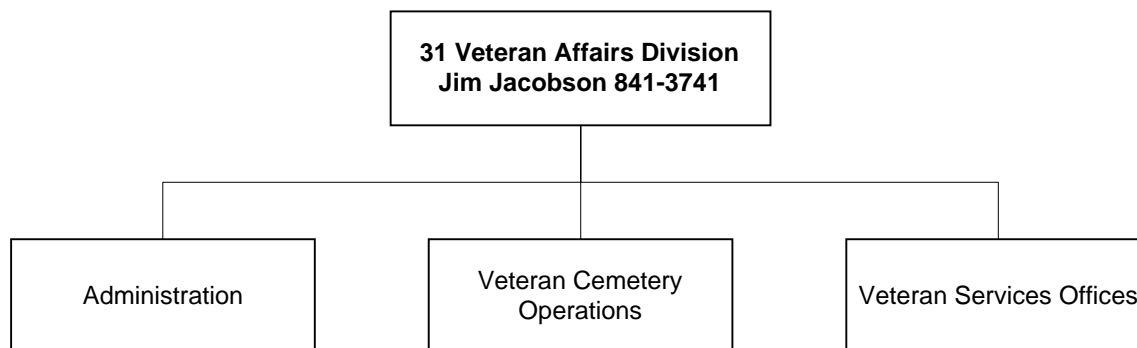 31 Veteran Affairs Division
Jim Jacobson 841-3741
Administration
Veteran Cemetery
Operations
Veteran Services Offices